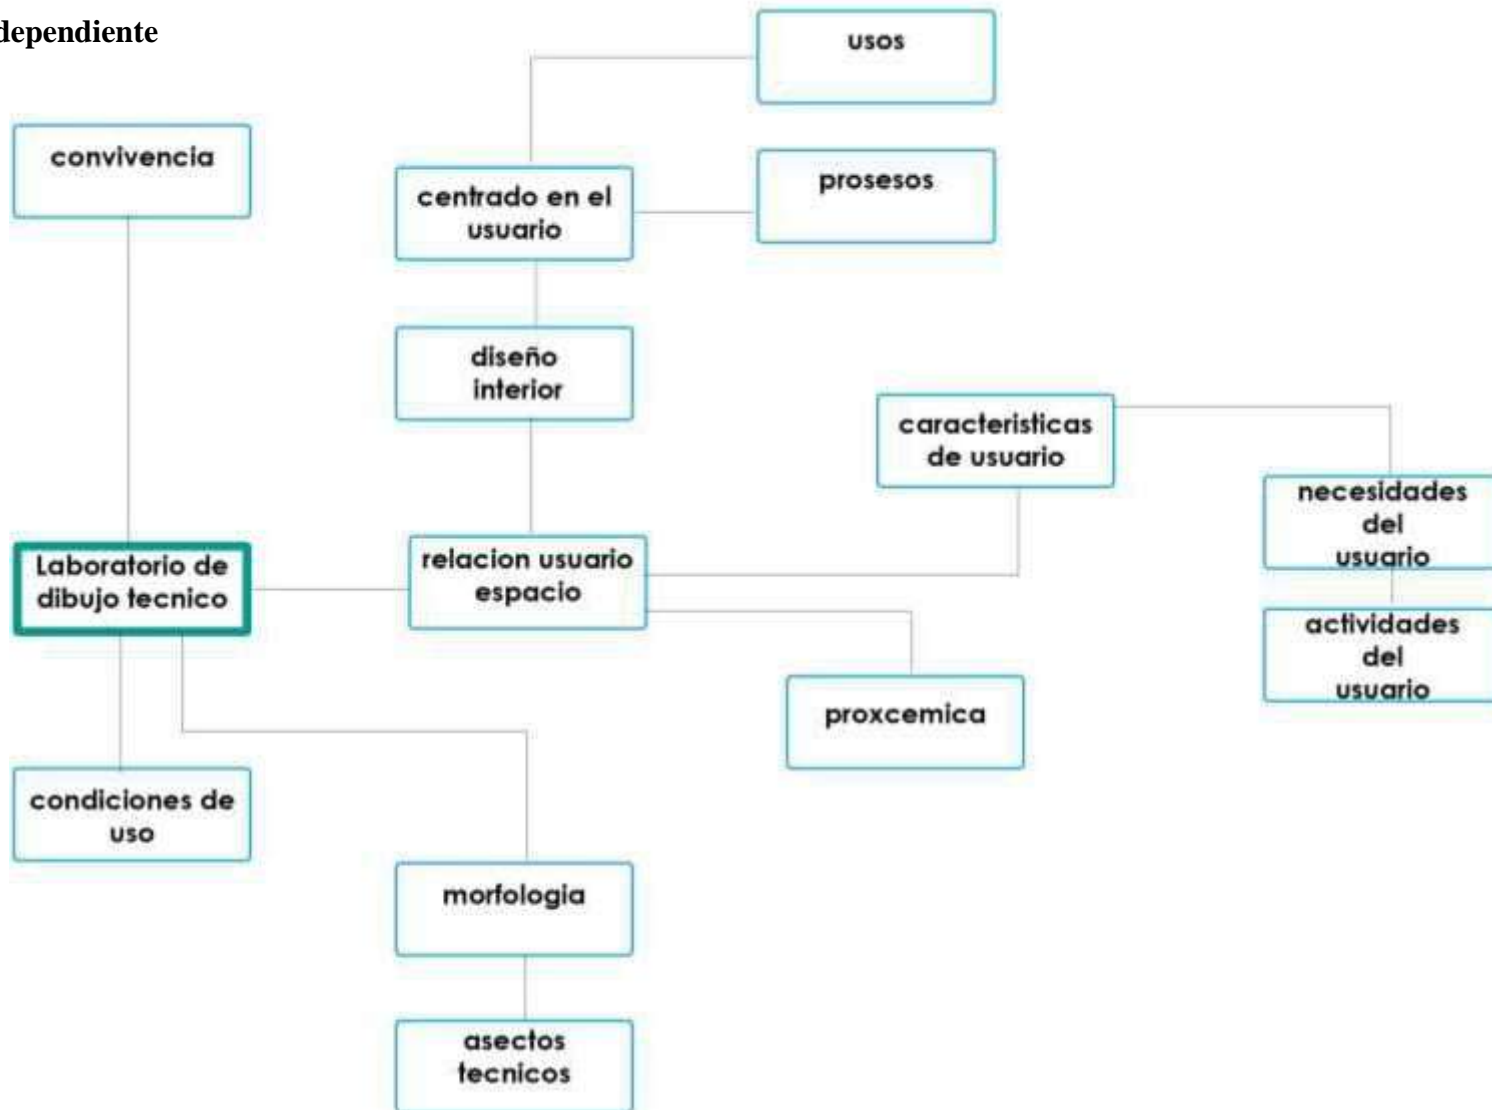 dependiente
usos
convivencia
prosesos
centrado en el
usuario
diseño
interior
caracteristicas
de usuario
necesidades
del
usuario
Laboratorio de
dibujo tecnico
relacion usuario
espacio
actividades
del
usuario
proxcemica
condiciones de
uso
morfologia
asectos
tecnicos